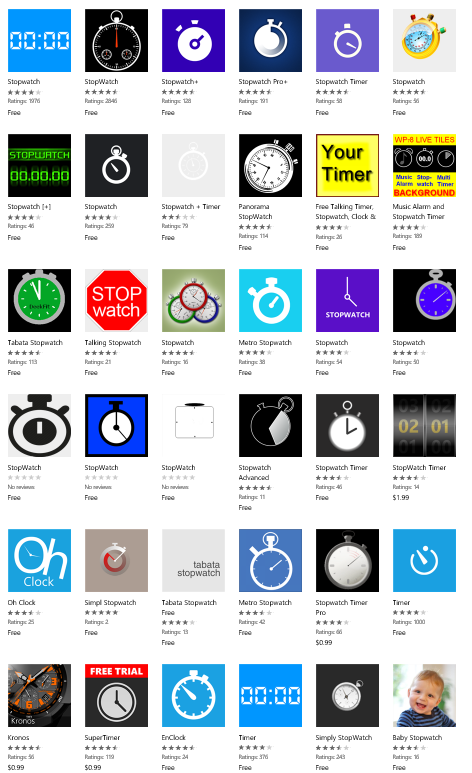 00:00
Stopwatch
Ratings: 1976
Free
StopWatch
Ratings: 2846
Free
Stopwatch+
Ratings: 128
Free
Stopwatch Pro+
Ratings: 191
Free
Stopwatch Timer
Ratings: 58
Free
Stopwatch
Ratings: 56
Free
STOPWATCH
00.00.00
Stopwatch [+]
Ratings: 46
Free
Stopwatch
Ratings: 259
Free
Stopwatch + Timer
Ratings: 79
Free
Panorama
StopWatch
Ratings: 114
Free
Your
Timer
Free Talking Timer,
Stopwatch, Clock &
Ratings: 26
Free
WP-8 LIVE TILES
00.0
Music Stop- Multi
Alarm watch Timer
BACKGROUND
Music Alarm and
Stopwatch Timer
Ratings: 189
Free
Tabata Stopwatch
Ratings: 113
Free
STOP
watch
Talking Stopwatch
Ratings: 21
Free
Stopwatch
Ratings: 16
Free
Metro Stopwatch
Ratings: 38
Free
STOPWATCH
Stopwatch
Ratings: 54
Free
Stopwatch
Ratings: 50
Free
StopWatch
No reviews
Free
StopWatch
No reviews
Free
StopWatch
No reviews
Free
Stopwatch
Advanced
Ratings: 11
Free
Stopwatch Timer
Ratings: 46
Free
02 01
StopWatch Timer
Ratings: 14
$1.99
Oh
Clock
Oh Clock
Ratings: 25
Free
Simpl Stopwatch
Ratings: 2
Free
tabata
stopwatch
Tabata Stopwatch
Free
Ratings: 13
Free
Metro Stopwatch
Ratings: 42
Free
Stopwatch Timer
Pro
Ratings: 66
$0.99
Timer
Ratings: 1000
Free
Kronos
Kronos
Ratings: 56
$0.99
FREE TRIAL
SuperTimer
Ratings: 119
$0.99
EnClock
Ratings: 24
Free
00:00
Timer
Ratings: 376
Free
Simply StopWatch
Ratings: 243
Free
Baby Stopwatch
Ratings: 16
Free